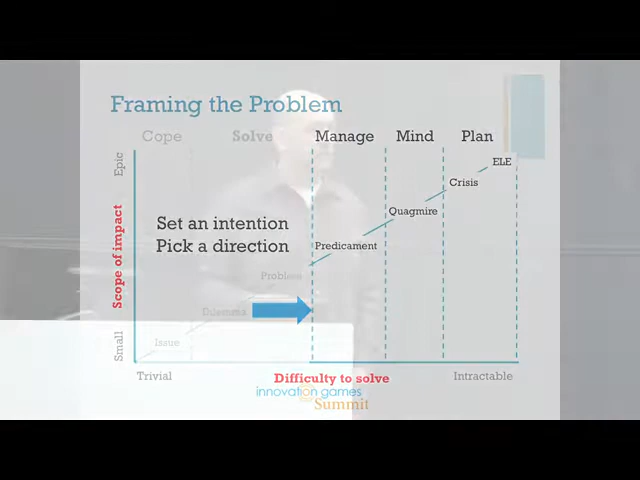 Framing the Problem
Cope Solve Manage Mind Plan
Epic
ELE
Crisis
Quagmire
Set an intention
Pick a direction
Predicament
Scope of impact
Problem
Dilemma
Issue
Small
Trivial
Difficulty to solve
Intractable
innovation games
Summit